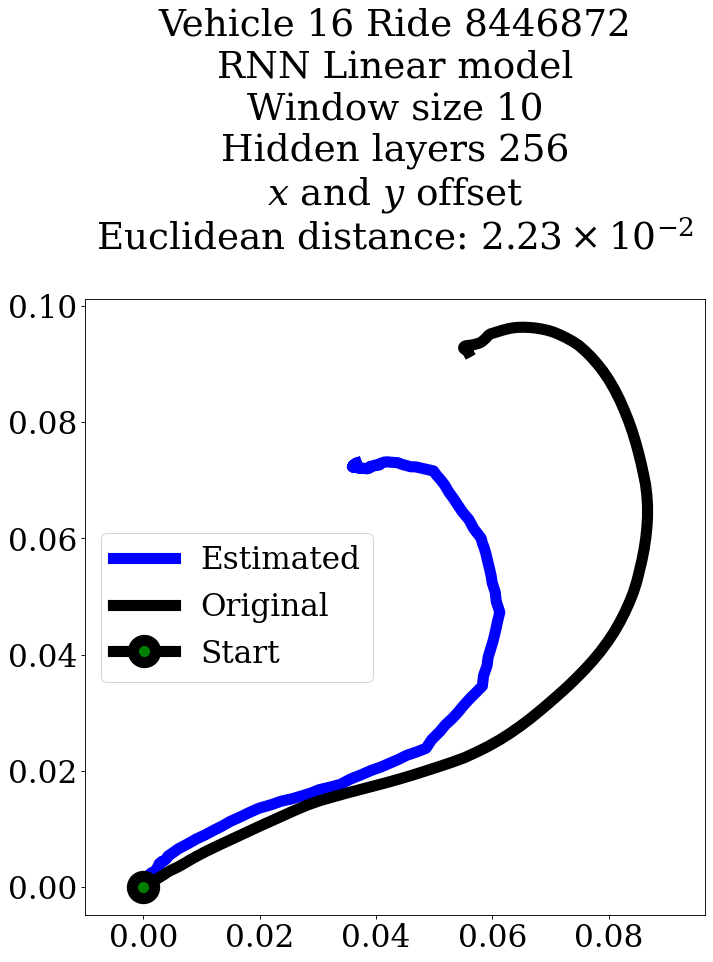 Vehicle 16 Ride 8446872
RNN Linear model
Window size 10
Hidden layers 256
x and y offset
Euclidean distance: 2.23 × 10⁻²
0.10
0.08
0.06
0.04
0.02
0.00
Estimated
Original
Start
0.00 0.02 0.04 0.06 0.08